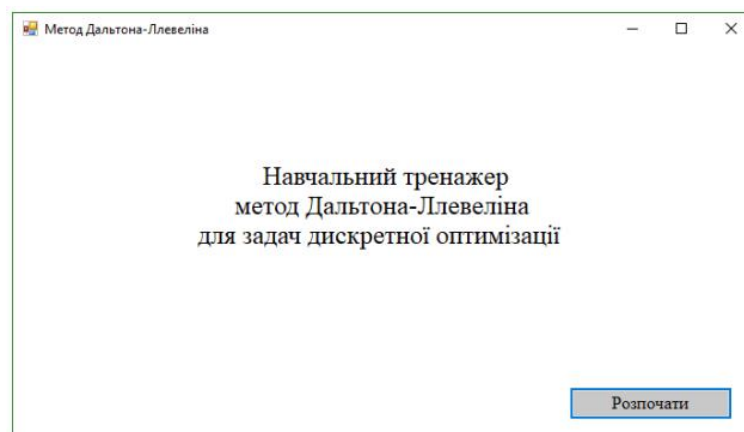 Метод Дальтона-Ллевеліна
Навчальний тренажер
метод Дальтона-Ллевеліна
для задач дискретної оптимізації
Розпочати